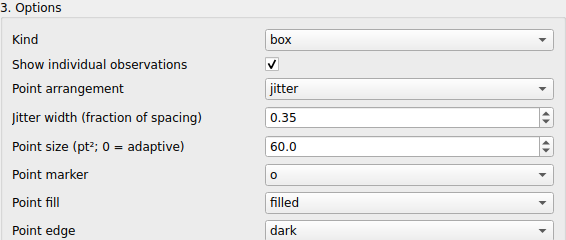 3. Options
Kind box
Show individual observations
Point arrangement jitter
Jitter width (fraction of spacing) 0.35
Point size (pt²; 0 = adaptive) 60.0
Point marker o
Point fill filled
Point edge dark